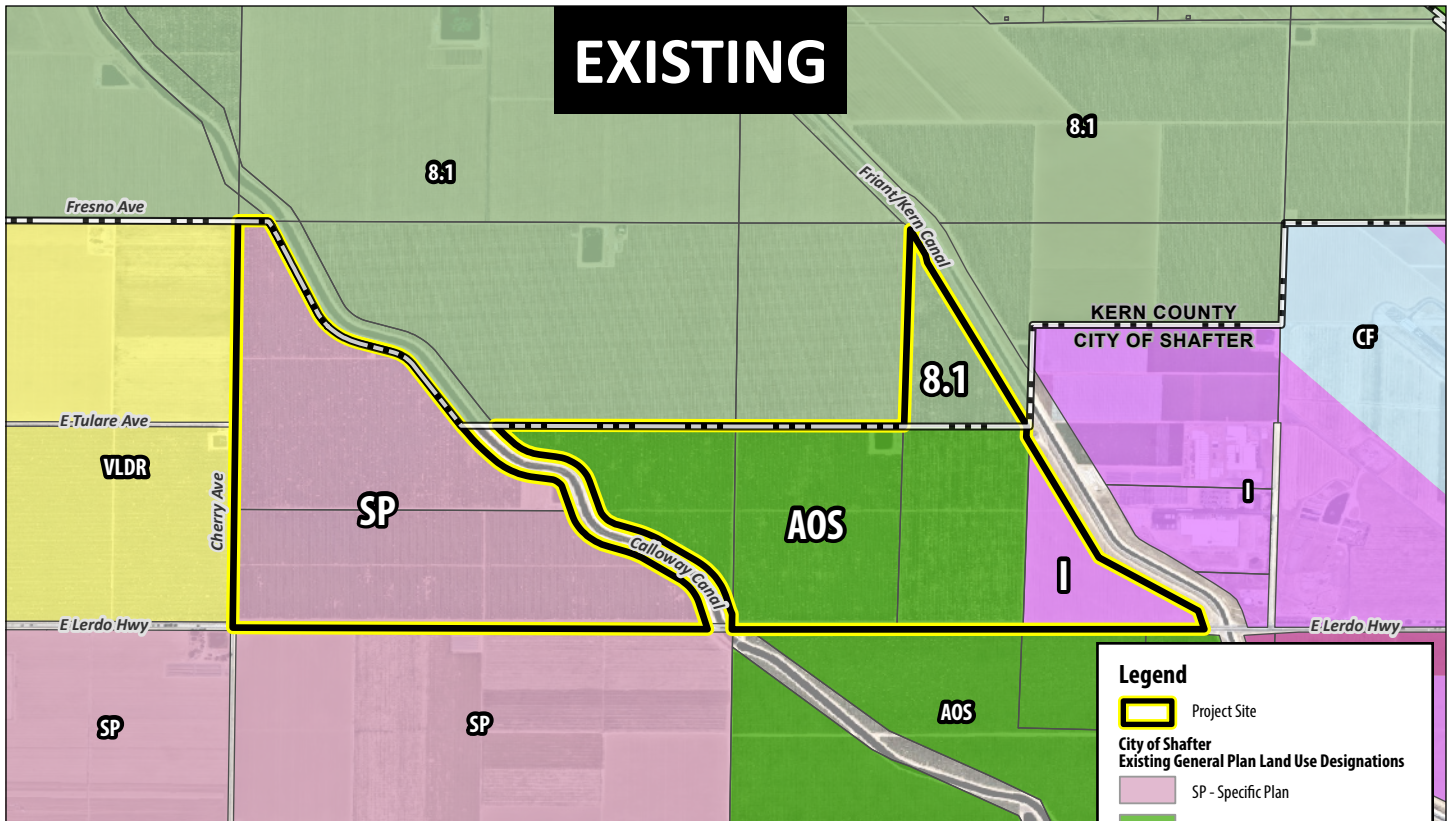 EXISTING
8.1
8.1
Friant/Kern Canal
Fresno Ave
KERN COUNTY
CITY OF SHAFTER
CF
8.1
E Tulare Ave
VLDR
Cherry Ave
SP
AOS
I
I
Calloway Canal
E Lerdo Hwy
E Lerdo Hwy
SP
SP
AOS
Legend
Project Site
City of Shafter
Existing General Plan Land Use Designations
SP - Specific Plan